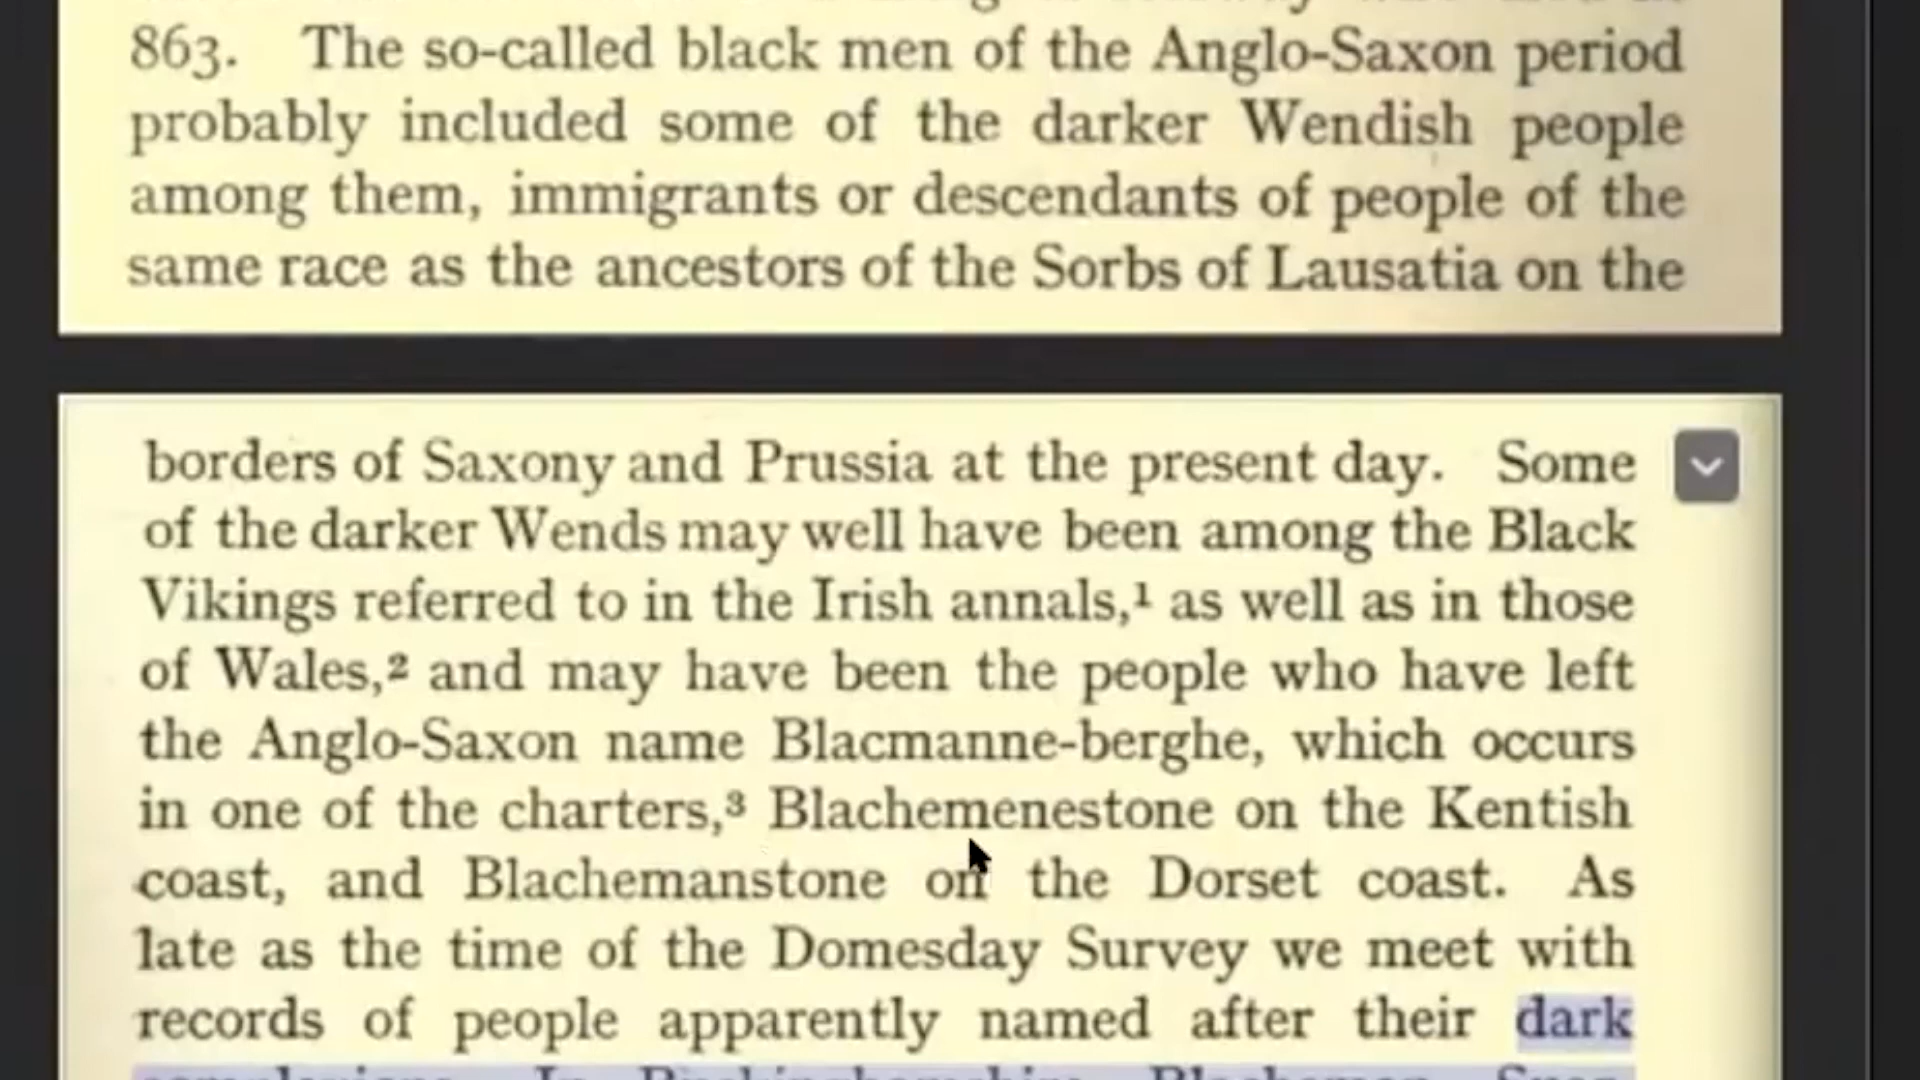 863. The so-called black men of the Anglo-Saxon period
probably included some of the darker Wendish people
among them, immigrants or descendants of people of the
same race as the ancestors of the Sorbs of Lausatia on the
borders of Saxony and Prussia at the present day. Some
of the darker Wends may well have been among the Black
Vikings referred to in the Irish annals,¹ as well as in those
of Wales,² and may have been the people who have left
the Anglo-Saxon name Blacmanne-berghe, which occurs
in one of the charters,³ Blachemenestone on the Kentish
coast, and Blachemanstone on the Dorset coast. As
late as the time of the Domesday Survey we meet with
records of people apparently named after their dark